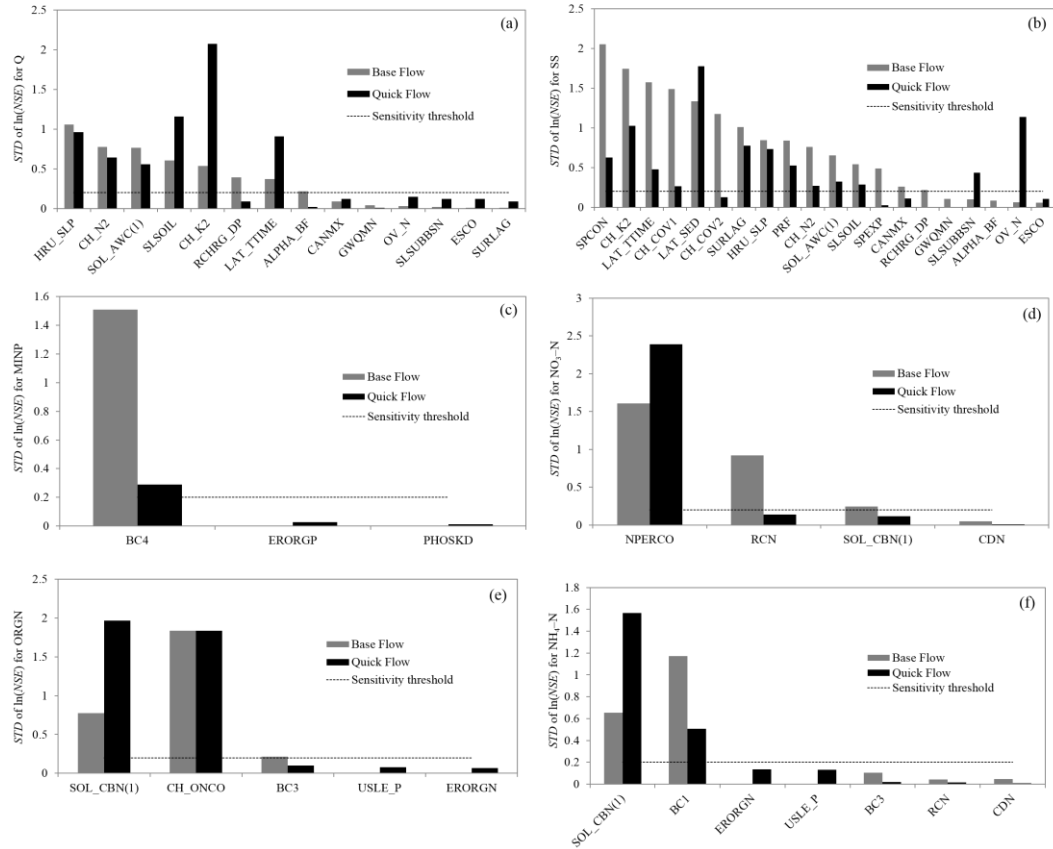 (a)
STD of ln(NSE) for Q
2.5
2
1.5
1
0.5
0
Base Flow
Quick Flow
Sensitivity threshold
HRU_SLP
CH_N2
SOL_AWC(1)
SLSOIL
CH_K2
RCHRG_DP
LAT_TTIME
ALPHA_BF
CANMX
GWQMN
OV_N
SLSUBBSN
ESCO
SURLAG
(b)
STD of ln(NSE) for SS
2.5
2
1.5
1
0.5
0
Base Flow
Quick Flow
Sensitivity threshold
SPCON
CH_K2
LAT_TTIME
CH_COV1
LAT_SED
CH_COV2
SURLAG
HRU_SLP
PRF
CH_N2
SOL_AWC(1)
SLSOIL
SPEXP
CANMX
RCHRG_DP
GWQMN
SLSUBBSN
ALPHA_BF
OV_N
ESCO
(c)
STD of ln(NSE) for MINP
1.6
1.4
1.2
1
0.8
0.6
0.4
0.2
0
Base Flow
Quick Flow
Sensitivity threshold
BC4
ERORGP
PHOSKD
(d)
STD of ln(NSE) for NO₃−N
3
2.5
2
1.5
1
0.5
0
Base Flow
Quick Flow
Sensitivity threshold
NPERCO
RCN
SOL_CBN(1)
CDN
(e)
STD of ln(NSE) for ORGN
2.5
2
1.5
1
0.5
0
Base Flow
Quick Flow
Sensitivity threshold
SOL_CBN(1)
CH_ONCO
BC3
USLE_P
ERORGN
(f)
STD of ln(NSE) for NH₄−N
1.8
1.6
1.4
1.2
1
0.8
0.6
0.4
0.2
0
Base Flow
Quick Flow
Sensitivity threshold
SOL_CBN(1)
BC1
ERORGN
USLE_P
BC3
RCN
CDN